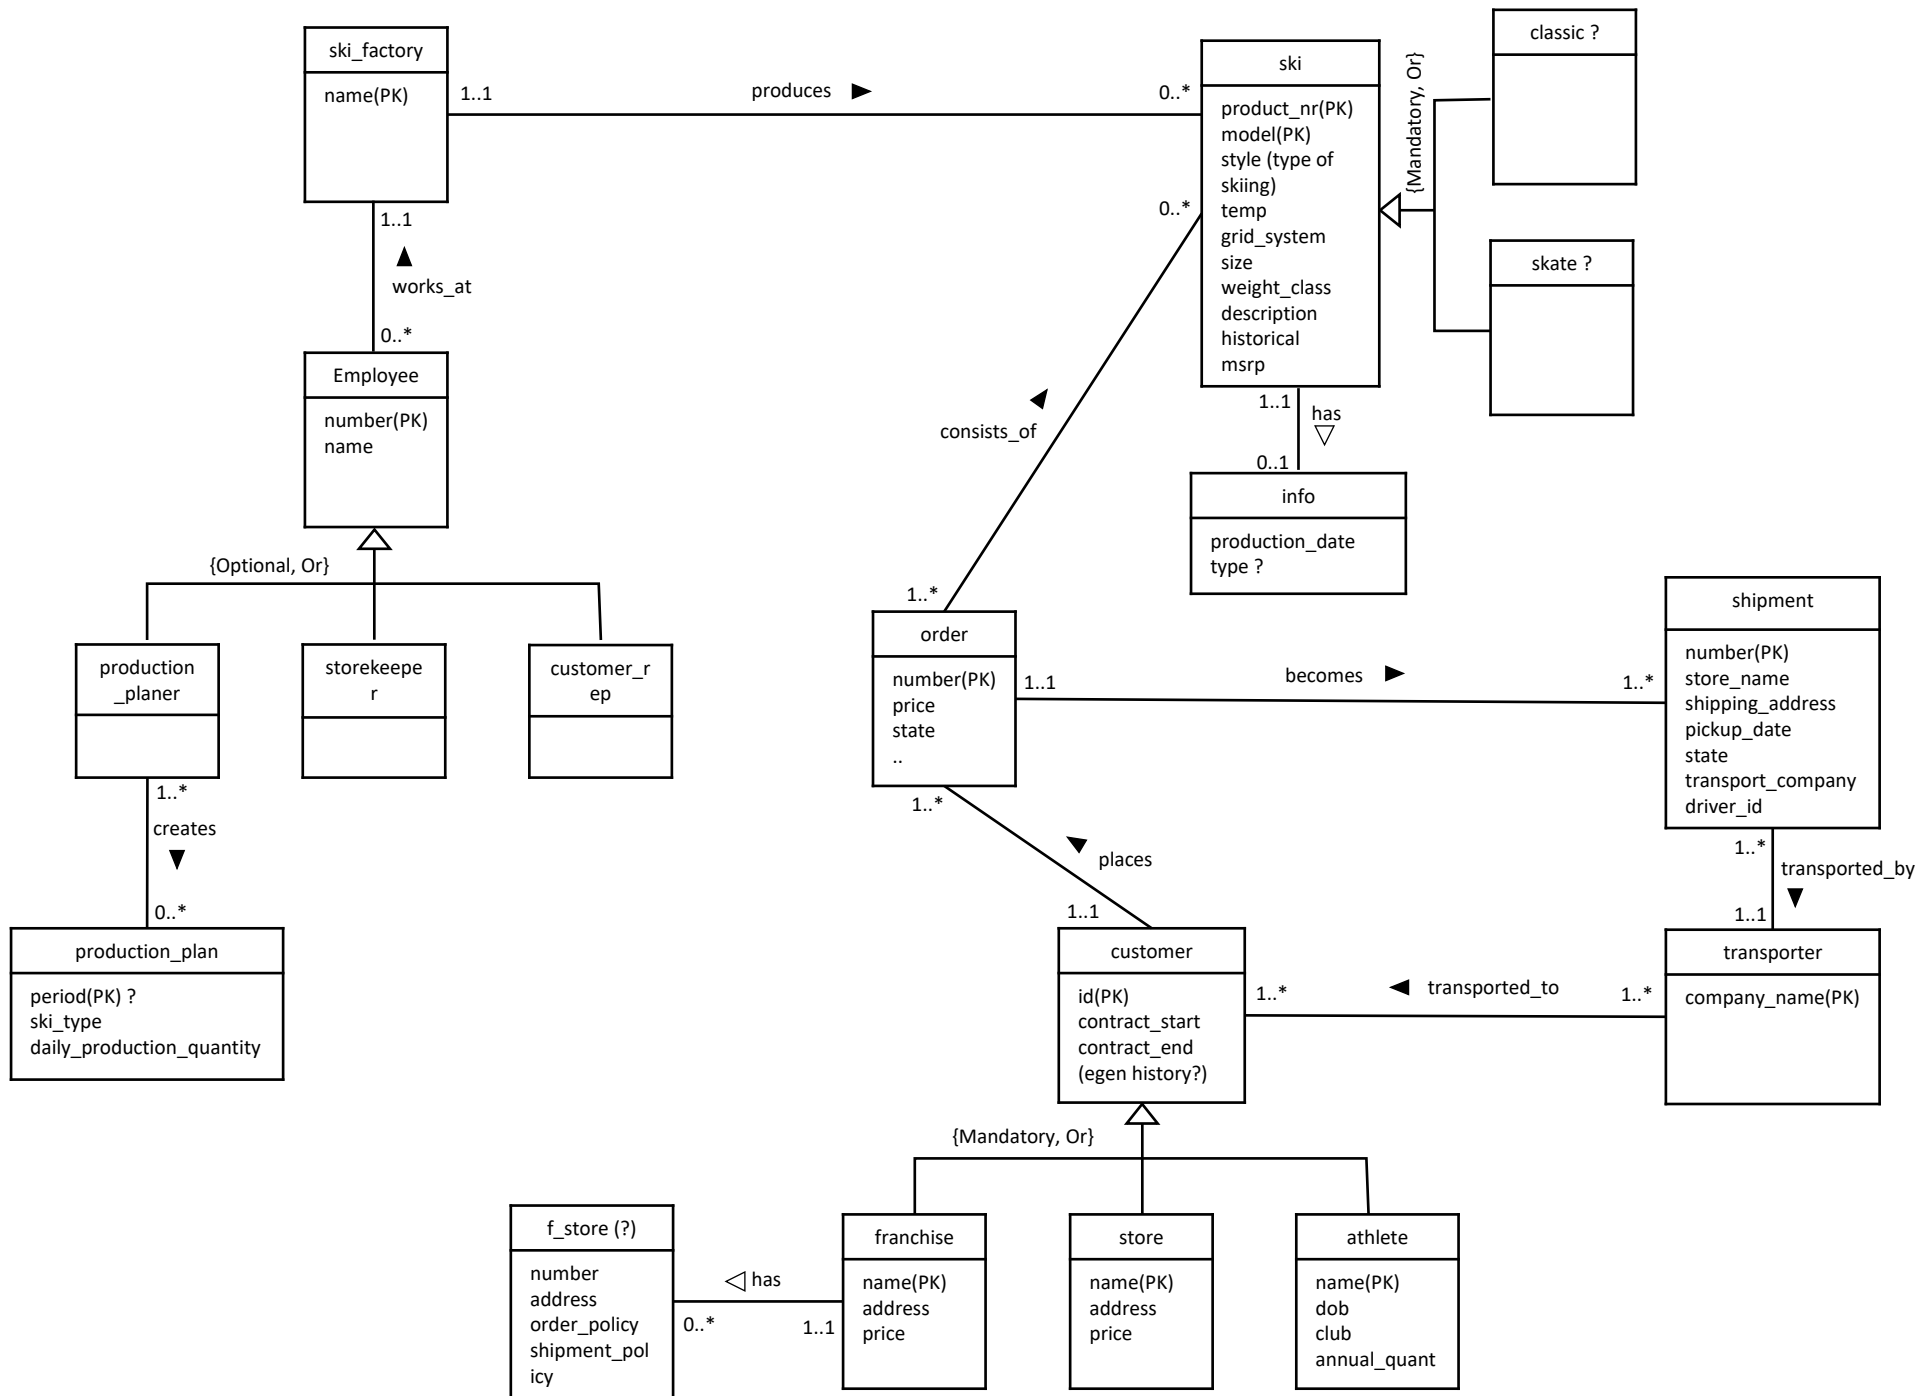 ski_factory
name(PK)
1..1
produces
0..*
ski
product_nr(PK)
model(PK)
style (type of
skiing)
temp
grid_system
size
weight_class
description
historical
msrp
{Mandatory, Or}
classic ?
skate ?
1..1
works_at
0..*
Employee
number(PK)
name
{Optional, Or}
production
_planer
storekeepe
r
customer_r
ep
1..*
creates
0..*
production_plan
period(PK) ?
ski_type
daily_production_quantity
0..*
consists_of
1..*
1..1
has
0..1
info
production_date
type ?
order
number(PK)
price
state
..
1..1
becomes
1..*
shipment
number(PK)
store_name
shipping_address
pickup_date
state
transport_company
driver_id
1..*
transported_by
1..1
transporter
company_name(PK)
1..*
places
1..1
customer
id(PK)
contract_start
contract_end
(egen history?)
1..*
transported_to
1..*
{Mandatory, Or}
f_store (?)
number
address
order_policy
shipment_pol
icy
has
0..*
1..1
franchise
name(PK)
address
price
store
name(PK)
address
price
athlete
name(PK)
dob
club
annual_quant